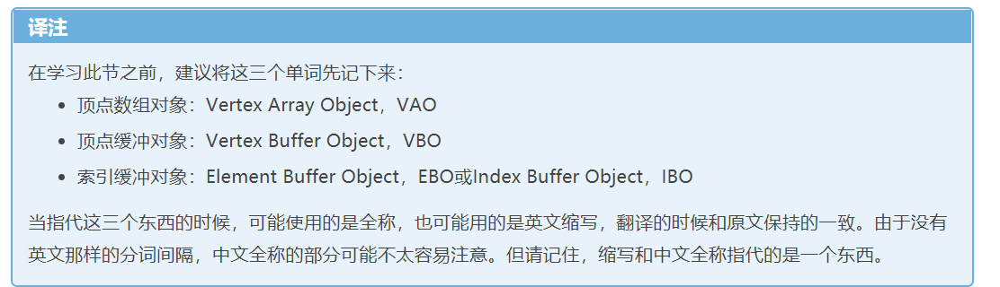 译注
在学习此节之前，建议将这三个单词先记下来：
• 顶点数组对象：Vertex Array Object，VAO
• 顶点缓冲对象：Vertex Buffer Object，VBO
• 索引缓冲对象：Element Buffer Object，EBO或Index Buffer Object，IBO
当指代这三个东西的时候，可能使用的是全称，也可能用的是英文缩写，翻译的时候和原文保持的一致。由于没有
英文那样的分词间隔，中文全称的部分可能不太容易注意。但请记住，缩写和中文全称指代的是一个东西。